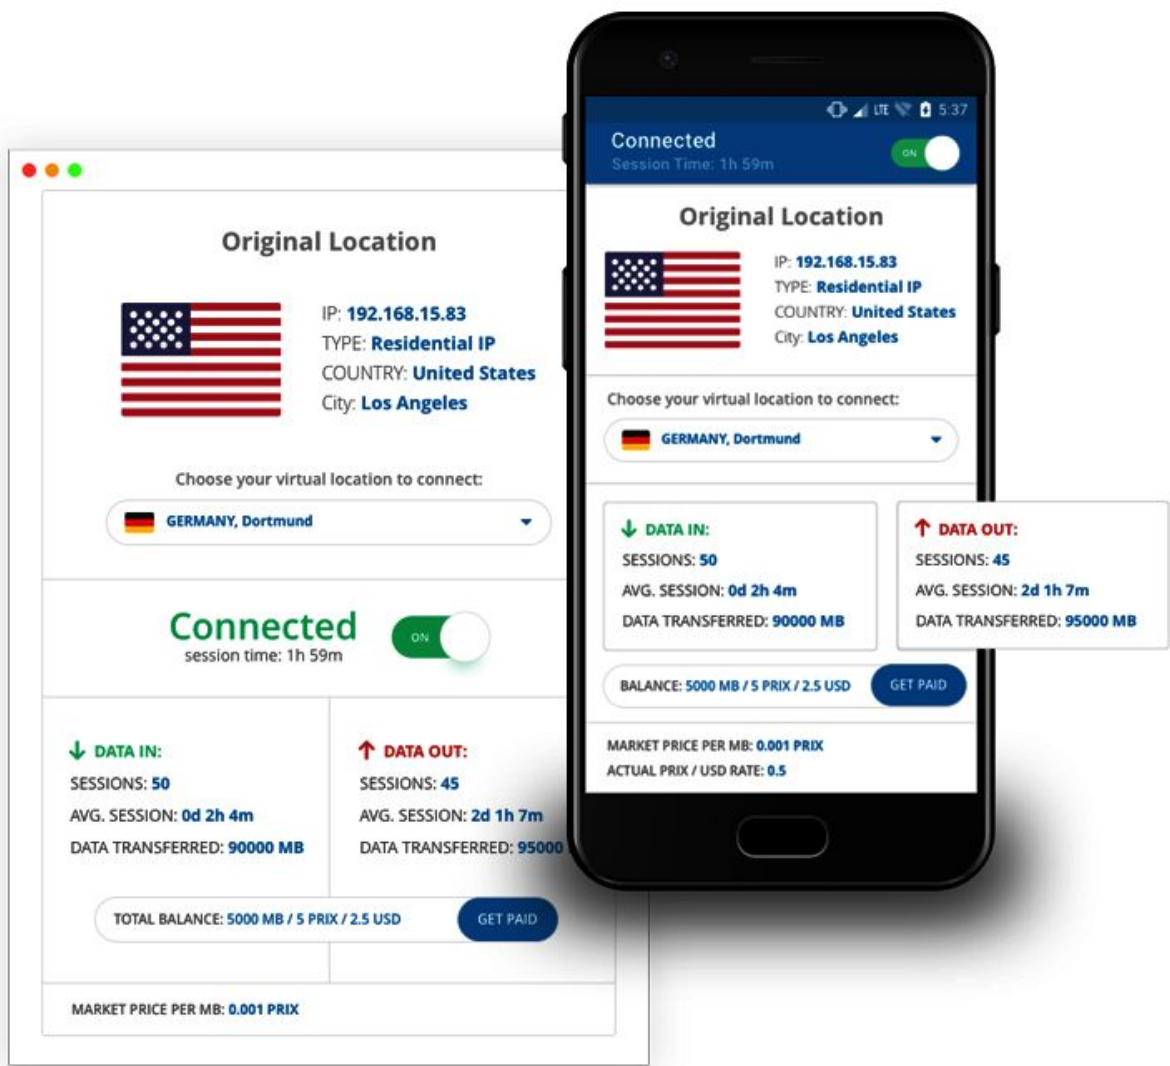 Original Location
IP: 192.168.15.83
TYPE: Residential IP
COUNTRY: United States
City: Los Angeles
Choose your virtual location to connect:
GERMANY, Dortmund
Connected
session time: 1h 59m
ON
DATA IN:
SESSIONS: 50
AVG. SESSION: 0d 2h 4m
DATA TRANSFERRED: 90000 MB
DATA OUT:
SESSIONS: 45
AVG. SESSION: 2d 1h 7m
DATA TRANSFERRED: 95000
TOTAL BALANCE: 5000 MB / 5 PRIX / 2.5 USD
GET PAID
MARKET PRICE PER MB: 0.001 PRIX
LTE 5:37
Connected
Session Time: 1h 59m
ON
Original Location
IP: 192.168.15.83
TYPE: Residential IP
COUNTRY: United States
City: Los Angeles
Choose your virtual location to connect:
GERMANY, Dortmund
DATA IN:
SESSIONS: 50
AVG. SESSION: 0d 2h 4m
DATA TRANSFERRED: 90000 MB
DATA OUT:
SESSIONS: 45
AVG. SESSION: 2d 1h 7m
DATA TRANSFERRED: 95000 MB
BALANCE: 5000 MB / 5 PRIX / 2.5 USD
GET PAID
MARKET PRICE PER MB: 0.001 PRIX
ACTUAL PRIX / USD RATE: 0.5